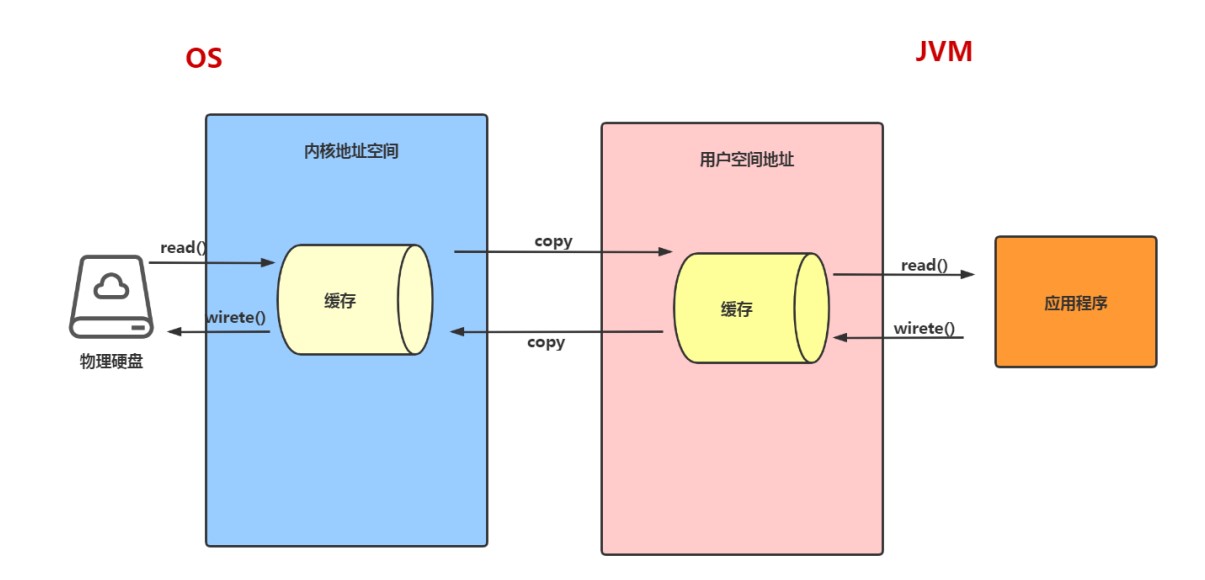 OS
JVM
内核地址空间
用户空间地址
read()
copy
read()
缓存
缓存
应用程序
wirete()
copy
wirete()
物理硬盘